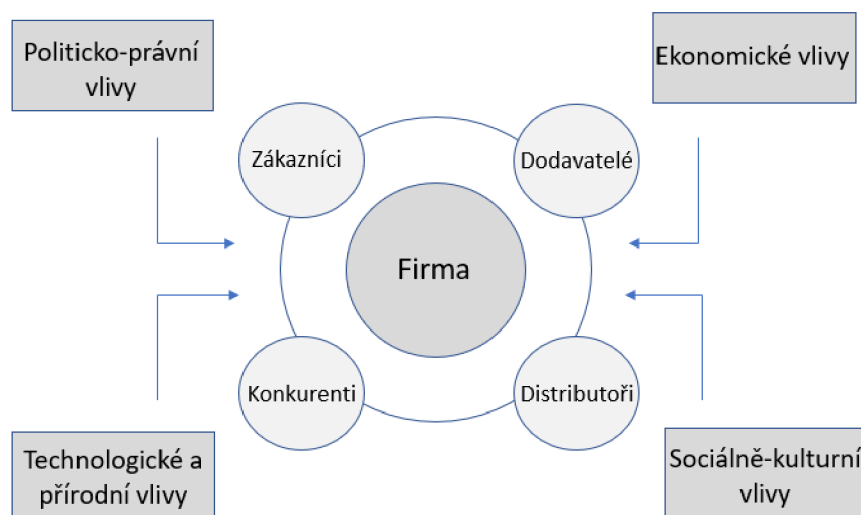 Politicko-právní
vlivy
Ekonomické vlivy
Zákazníci
Dodavatelé
Firma
Konkurenti
Distributoři
Technologické a
přírodní vlivy
Sociálně-kulturní
vlivy